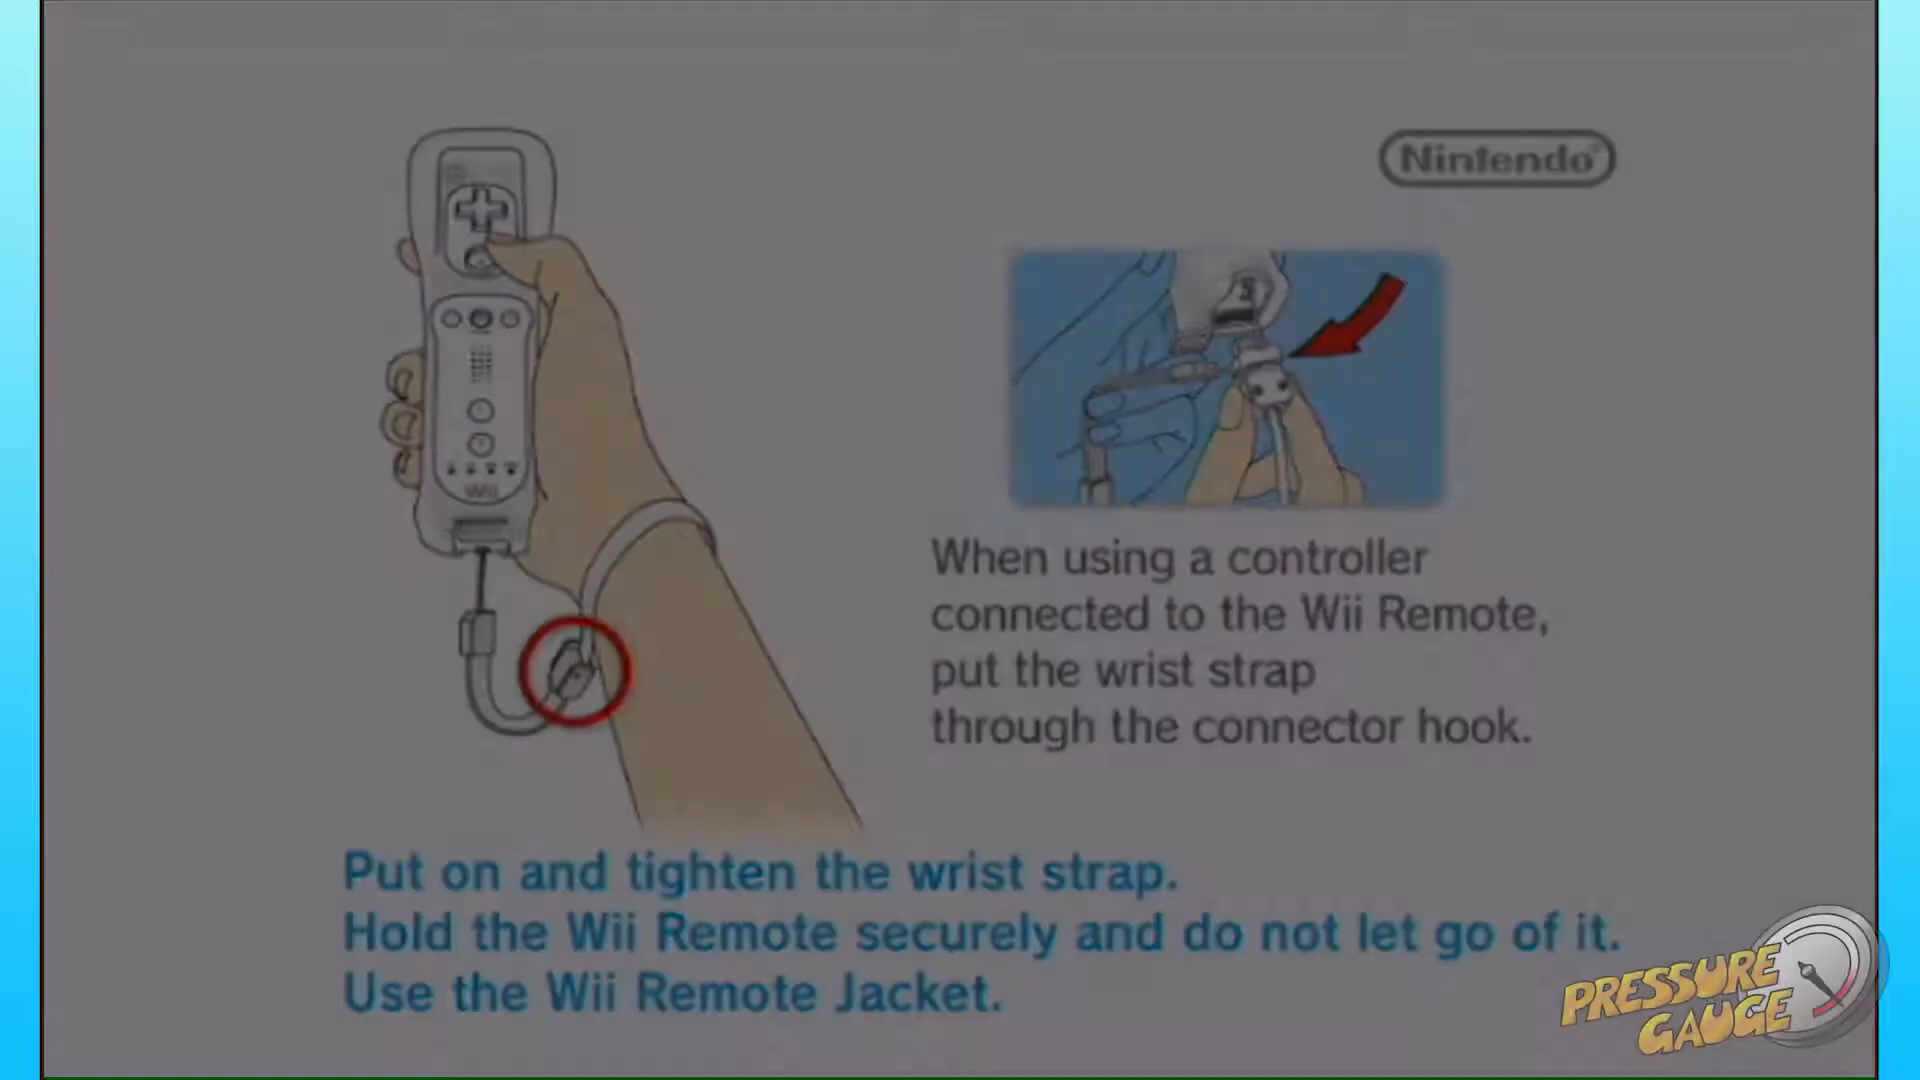 Nintendo
Wii
When using a controller
connected to the Wii Remote,
put the wrist strap
through the connector hook.
Put on and tighten the wrist strap.
Hold the Wii Remote securely and do not let go of it.
Use the Wii Remote Jacket.
PRESSURE
GAUGE